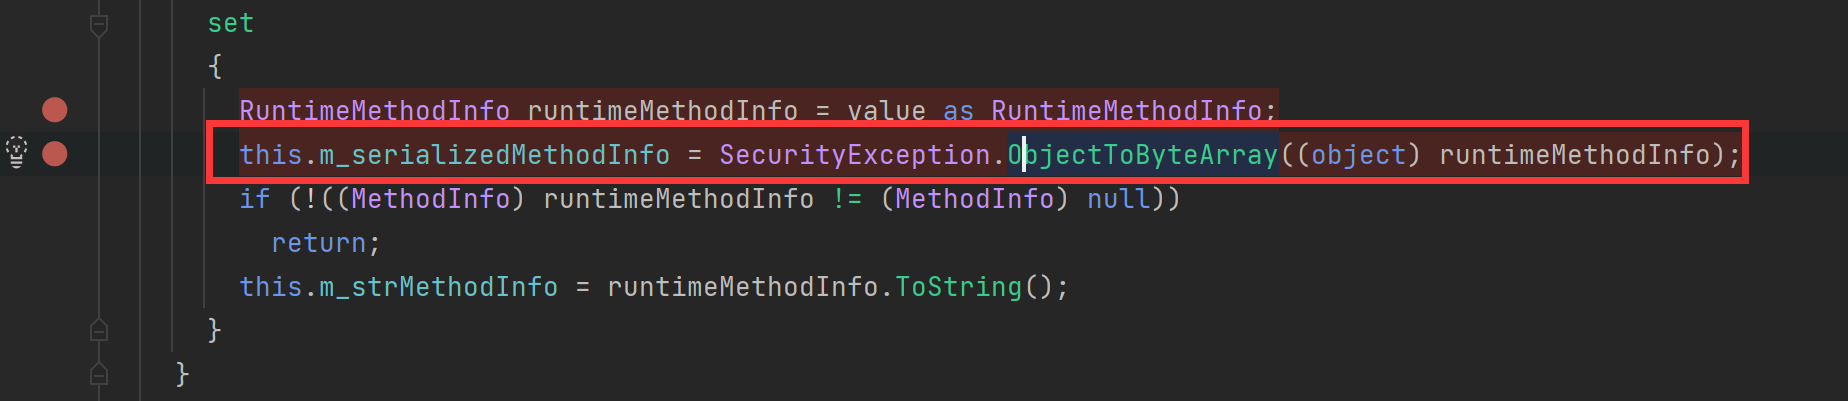 set
{
RuntimeMethodInfo runtimeMethodInfo = value as RuntimeMethodInfo;
this.m_serializedMethodInfo = SecurityException.ObjectToByteArray((object) runtimeMethodInfo);
if (!((MethodInfo) runtimeMethodInfo != (MethodInfo) null))
return;
this.m_strMethodInfo = runtimeMethodInfo.ToString();
}
}